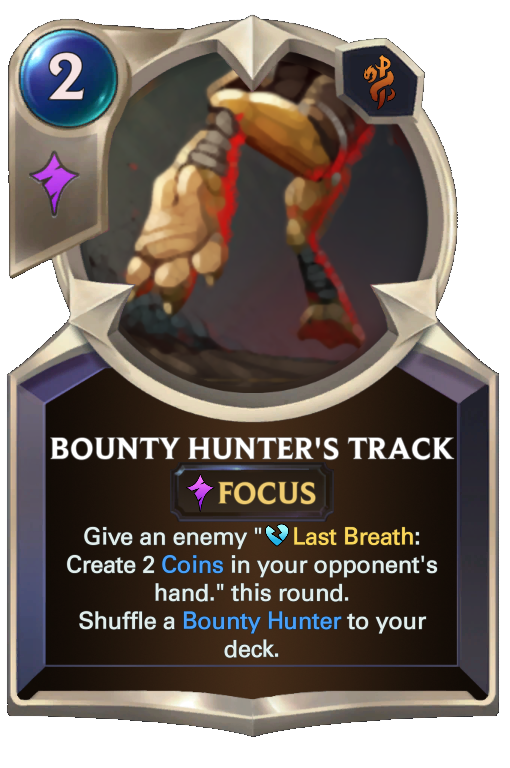 2
BOUNTY HUNTER'S TRACK
FOCUS
Give an enemy "Last Breath:
Create 2 Coins in your opponent's
hand." this round.
Shuffle a Bounty Hunter to your
deck.